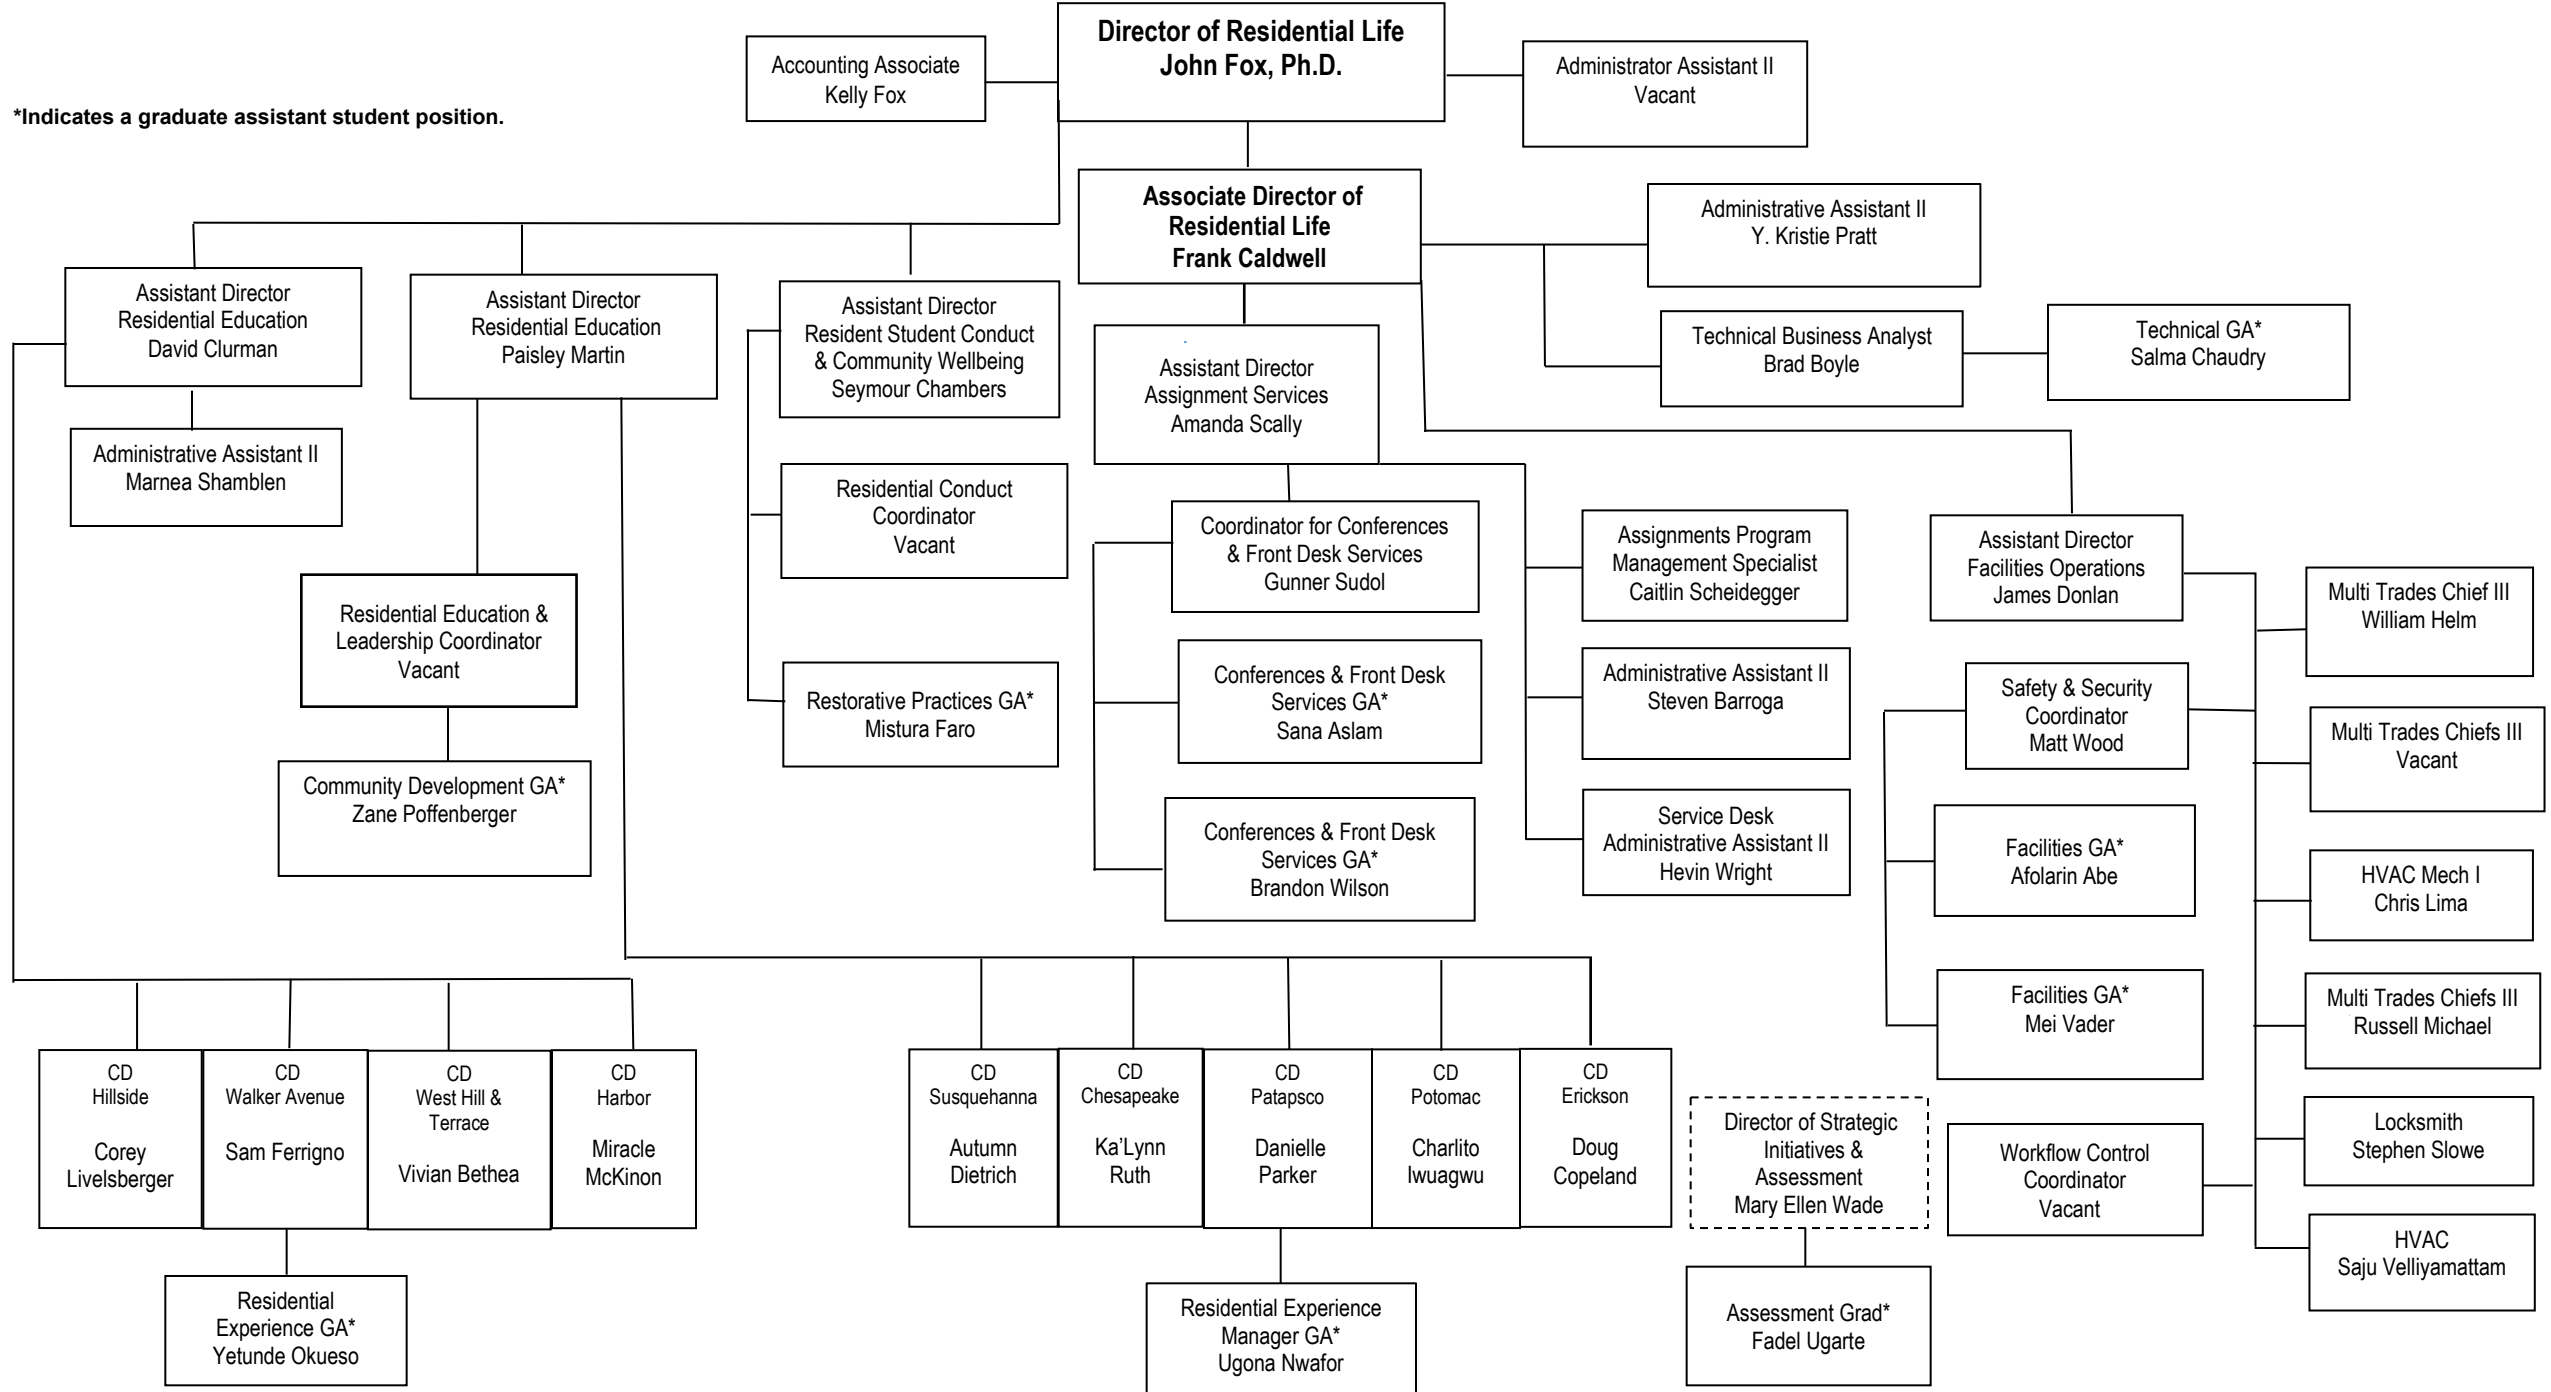 Director of Residential Life
John Fox, Ph.D.
Accounting Associate
Kelly Fox
Administrator Assistant II
Vacant
*Indicates a graduate assistant student position.
Associate Director of
Residential Life
Frank Caldwell
Administrative Assistant II
Y. Kristie Pratt
Assistant Director
Residential Education
David Clurman
Assistant Director
Residential Education
Paisley Martin
Assistant Director
Resident Student Conduct
& Community Wellbeing
Seymour Chambers
Assistant Director
Assignment Services
Amanda Scally
Technical Business Analyst
Brad Boyle
Technical GA*
Salma Chaudry
Administrative Assistant II
Marnea Shamblen
Residential Conduct
Coordinator
Vacant
Coordinator for Conferences
& Front Desk Services
Gunner Sudol
Assignments Program
Management Specialist
Caitlin Scheidegger
Assistant Director
Facilities Operations
James Donlan
Multi Trades Chief III
William Helm
Residential Education &
Leadership Coordinator
Vacant
Restorative Practices GA*
Mistura Faro
Conferences & Front Desk
Services GA*
Sana Aslam
Administrative Assistant II
Steven Barroga
Safety & Security
Coordinator
Matt Wood
Multi Trades Chiefs III
Vacant
Community Development GA*
Zane Poffenberger
Conferences & Front Desk
Services GA*
Brandon Wilson
Service Desk
Administrative Assistant II
Hevin Wright
Facilities GA*
Afolarin Abe
HVAC Mech I
Chris Lima
Facilities GA*
Mei Vader
Multi Trades Chiefs III
Russell Michael
CD
Hillside
Corey
Livelsberger
CD
Walker Avenue
Sam Ferrigno
CD
West Hill &
Terrace
Vivian Bethea
CD
Harbor
Miracle
McKinon
CD
Susquehanna
Autumn
Dietrich
CD
Chesapeake
Ka’Lynn
Ruth
CD
Patapsco
Danielle
Parker
CD
Potomac
Charlito
Iwuagwu
CD
Erickson
Doug
Copeland
Director of Strategic
Initiatives &
Assessment
Mary Ellen Wade
Workflow Control
Coordinator
Vacant
Locksmith
Stephen Slowe
HVAC
Saju Velliyamattam
Residential
Experience GA*
Yetunde Okueso
Residential Experience
Manager GA*
Ugona Nwafor
Assessment Grad*
Fadel Ugarte